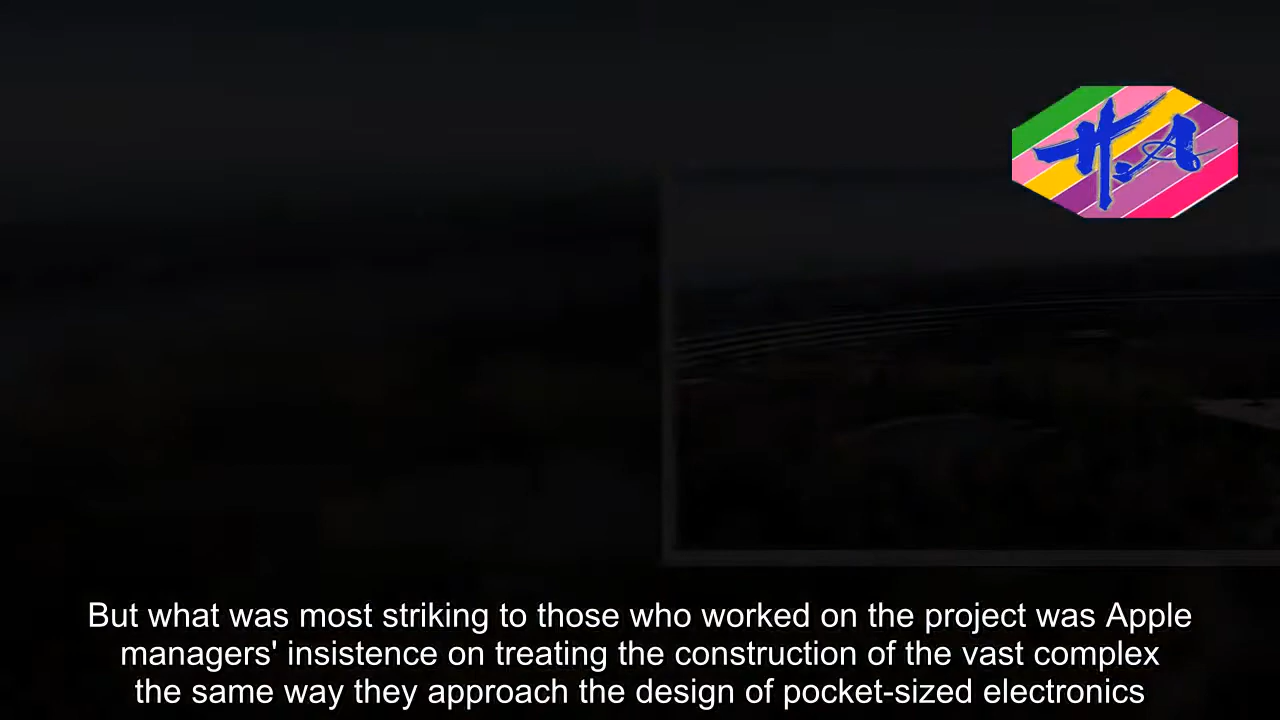 H.A
But what was most striking to those who worked on the project was Apple
managers' insistence on treating the construction of the vast complex
the same way they approach the design of pocket-sized electronics